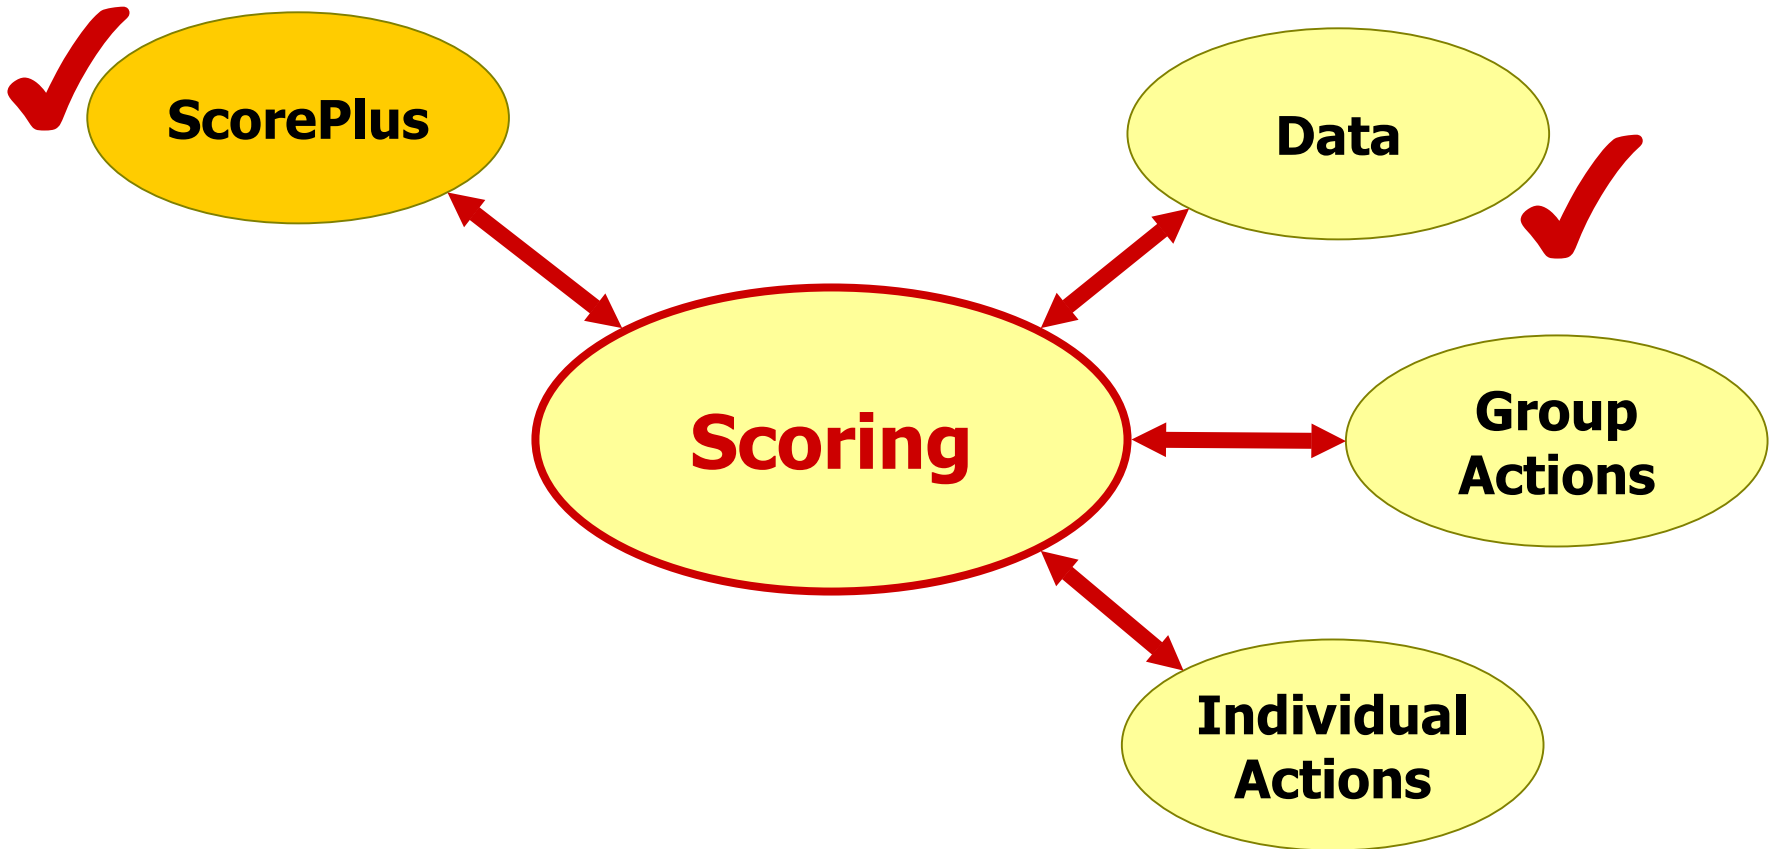 ScorePlus
Data
Scoring
Group
Actions
Individual
Actions